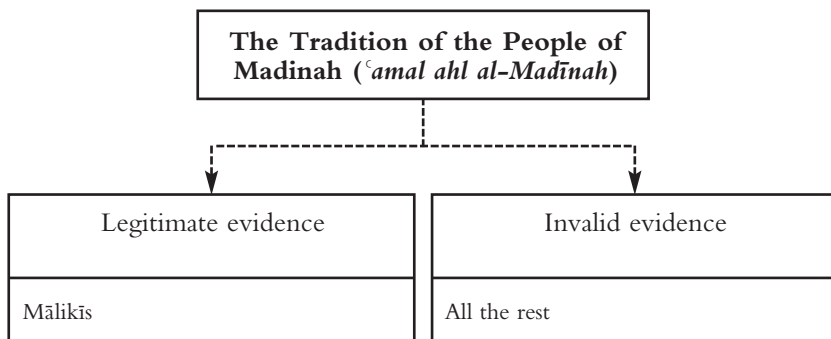 The Tradition of the People of
Madinah (ʿamal ahl al-Madīnah)
Legitimate evidence
Invalid evidence
Mālikīs
All the rest